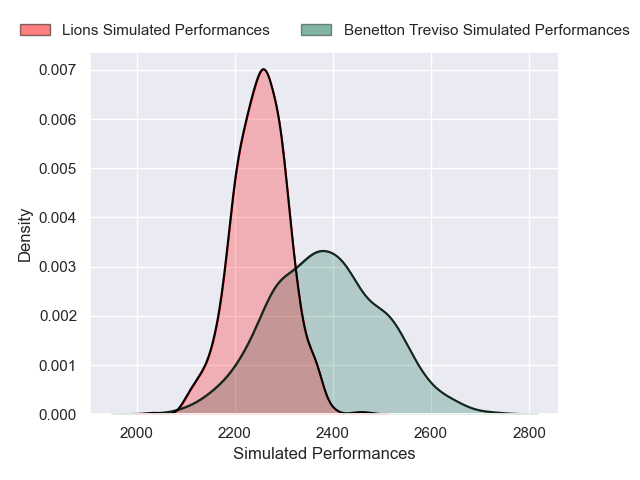 Lions Simulated Performances Benetton Treviso Simulated Performances
0.007
0.006
0.005
0.004
0.003
0.002
0.001
0.000
Density
2000 2200 2400 2600 2800
Simulated Performances